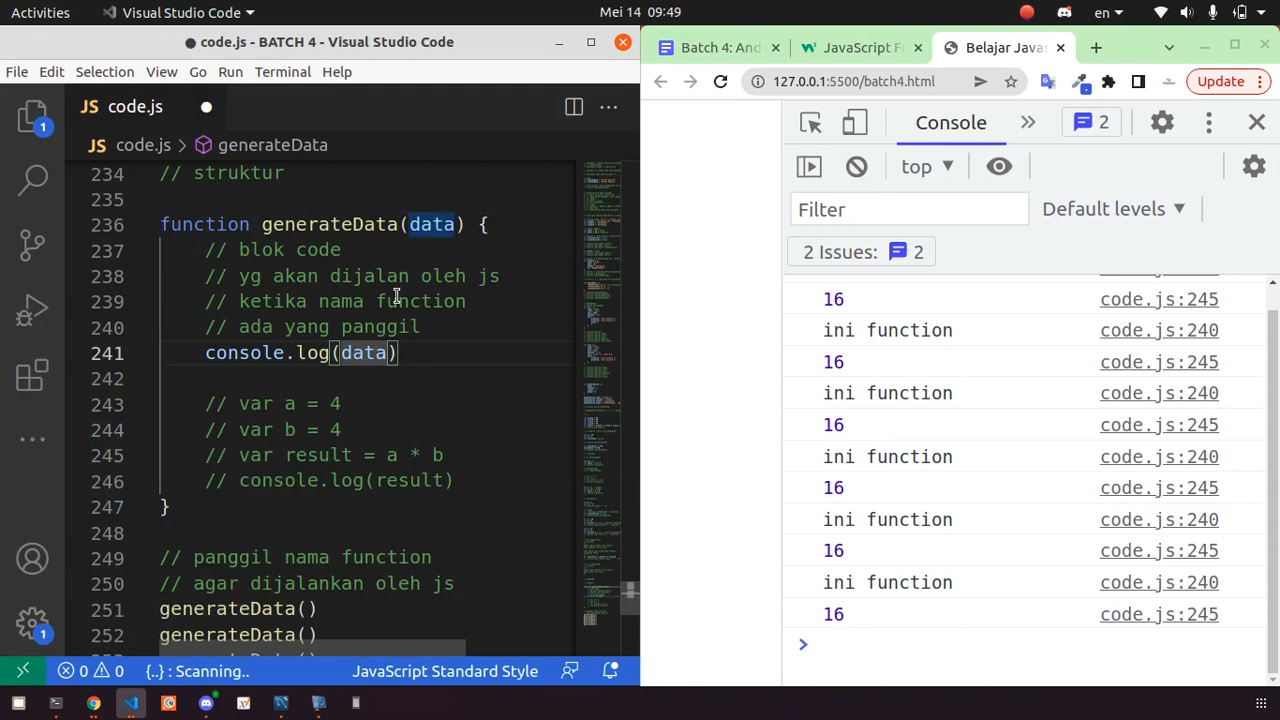 Activities
Visual Studio Code
Mei 14 09:49
en
● code.js - BATCH 4 - Visual Studio Code
File Edit Selection View Go Run Terminal Help
JS code.js
JS code.js > generateData
234 // struktur
235
236 function generateData(data) {
237 // blok code
238 // yg akan dijalan oleh js
239 // ketika nama function
240 // ada yang panggil
241 console.log(data)
242
243 // var a = 4
244 // var b = 4
245 // var result = a * b
246 // console.log(result)
247 }
248
249 // panggil nama function
250 // agar dijalankan oleh js
251 generateData()
252 generateData()
1
1
0 0 {..} : Scanning.. JavaScript Standard Style
Batch 4: And
JavaScript Fu
Belajar Javas
127.0.0.1:5500/batch4.html
Update
Console
2
top
Filter
Default levels
2 Issues: 2
16 code.js:245
ini function code.js:240
16 code.js:245
ini function code.js:240
16 code.js:245
ini function code.js:240
16 code.js:245
ini function code.js:240
16 code.js:245
ini function code.js:240
16 code.js:245